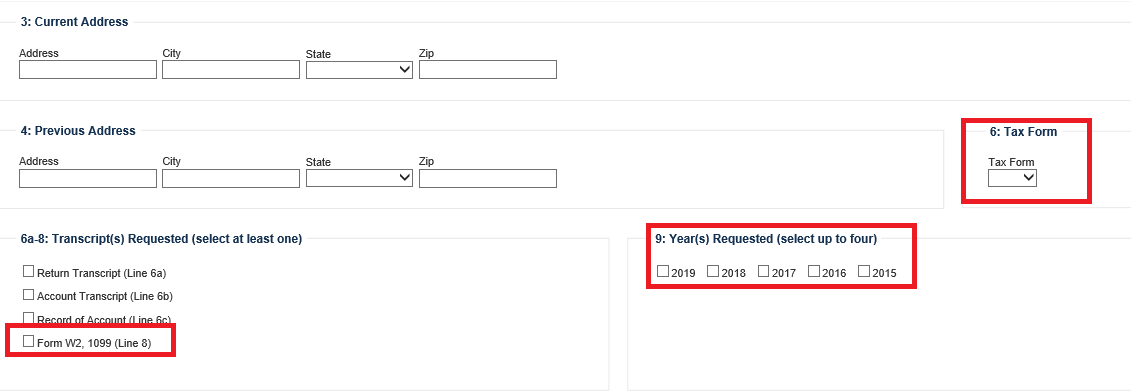 3: Current Address
Address City State Zip
4: Previous Address
Address City State Zip
6: Tax Form
Tax Form
6a-8: Transcript(s) Requested (select at least one)
Return Transcript (Line 6a)
Account Transcript (Line 6b)
Record of Account (Line 6c)
Form W2, 1099 (Line 8)
9: Year(s) Requested (select up to four)
2019 2018 2017 2016 2015